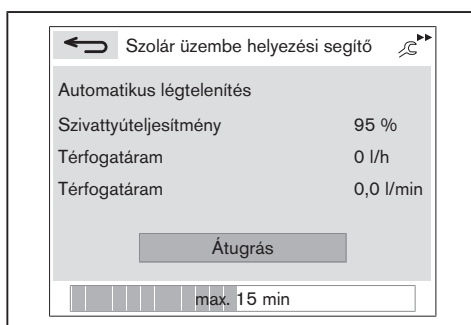 Szolár üzembe helyezési segítő
Automatikus légtelenítés
Szivattyúteljesítmény 95 %
Térfogatáram 0 l/h
Térfogatáram 0,0 l/min
Átugrás
max. 15 min